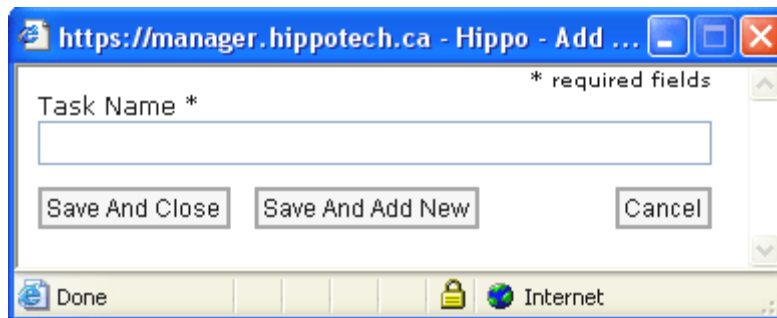 https://manager.hippotech.ca - Hippo - Add ...
* required fields
Task Name *
Save And Close Save And Add New Cancel
Done Internet